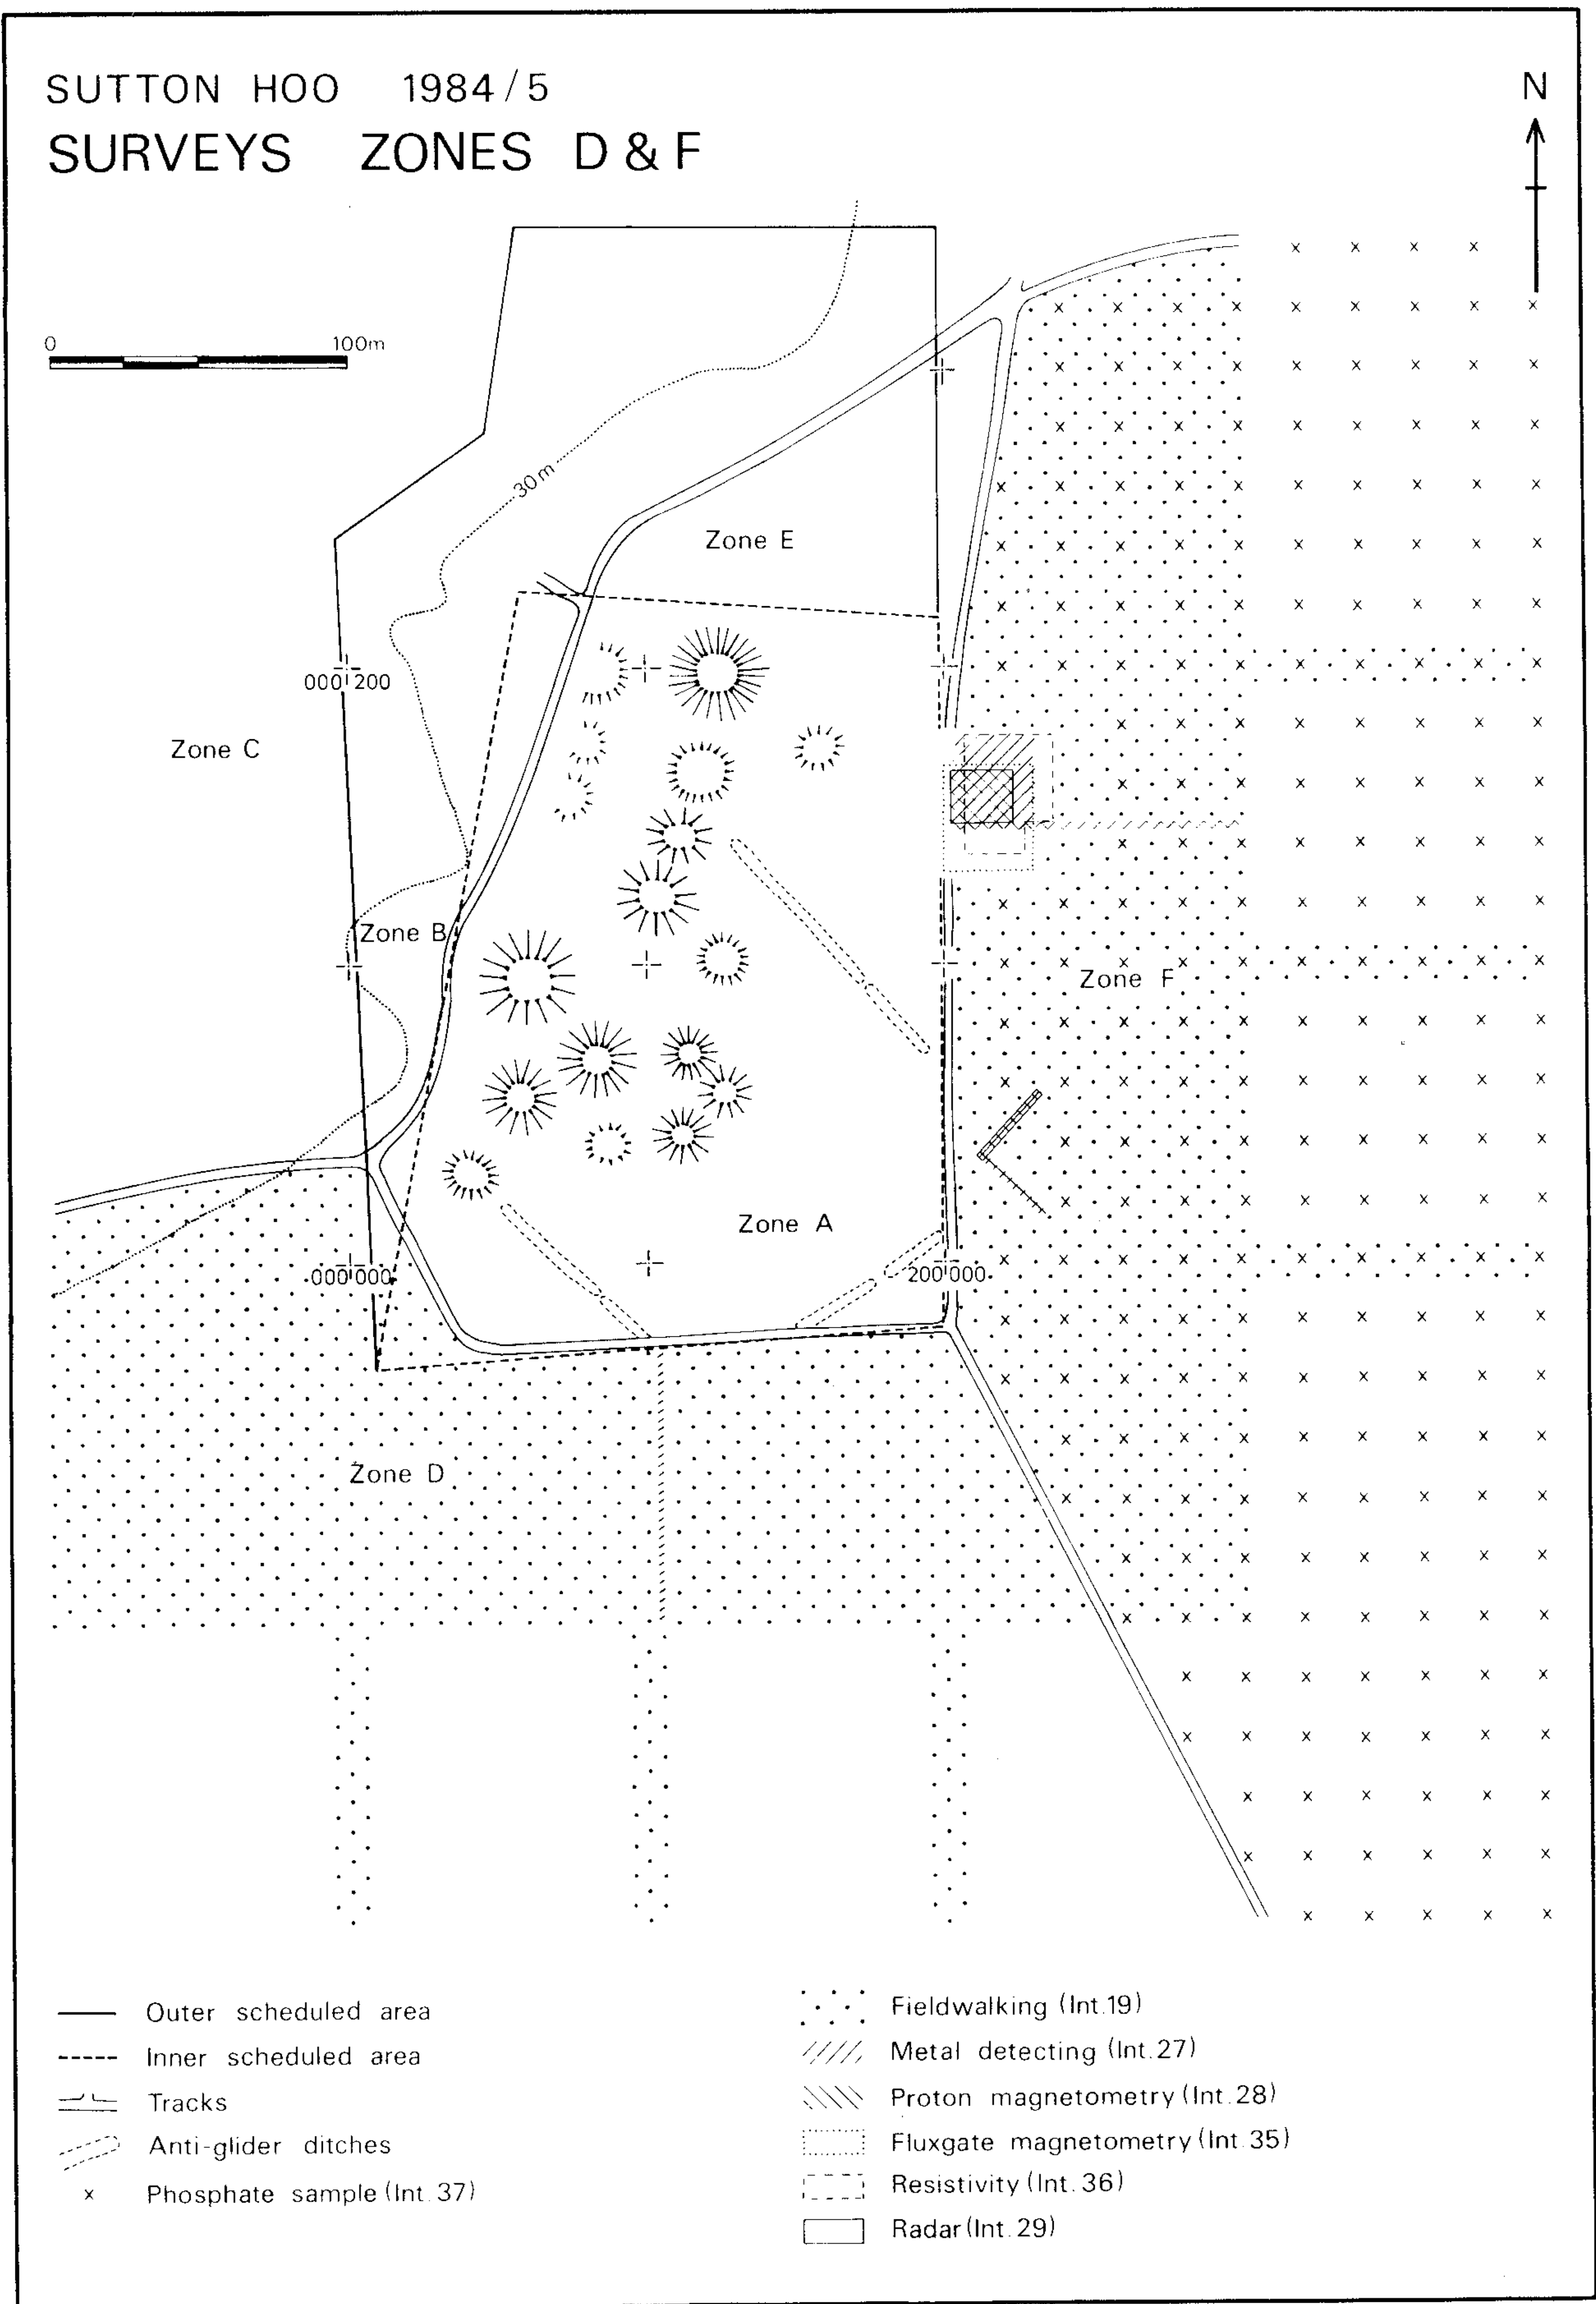 SUTTON HOO 1984/5
SURVEYS ZONES D & F
N
0 100m
30m
Zone E
000 200
Zone C
Zone B
Zone F
Zone A
000 000
200 000
Zone D
Outer scheduled area
Inner scheduled area
Tracks
Anti-glider ditches
x Phosphate sample (Int. 37)
Fieldwalking (Int.19)
Metal detecting (Int.27)
Proton magnetometry (Int.28)
Fluxgate magnetometry (Int.35)
Resistivity (Int.36)
Radar (Int.29)